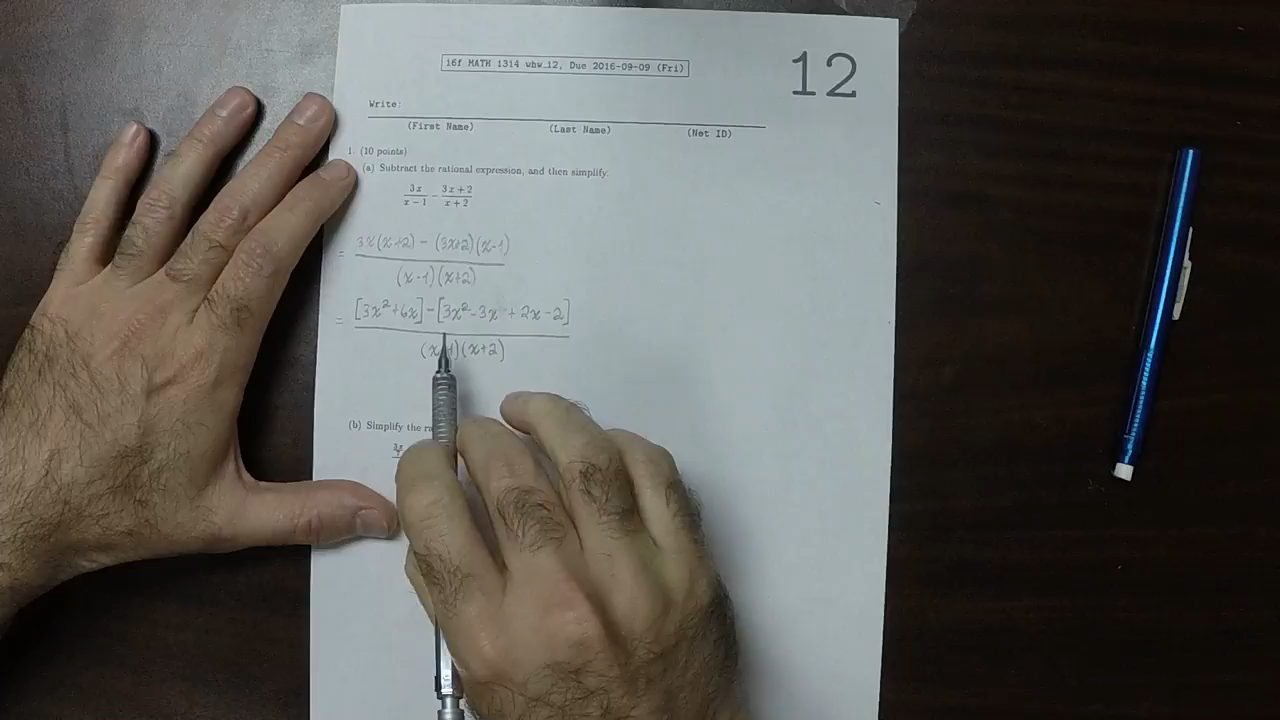 16f MATH 1314 whw_12, Due 2016-09-09 (Fri)
12
Write:
(First Name) (Last Name) (Net ID)
1. (10 points)
(a) Subtract the rational expression, and then simplify.
3x/(x − 1) − (3x + 2)/(x + 2)
= 3x(x+2) − (3x+2)(x-1)
(x-1)(x+2)
= [3x²+6x] − [3x² - 3x + 2x - 2]
(x-1)(x+2)
(b) Simplify the